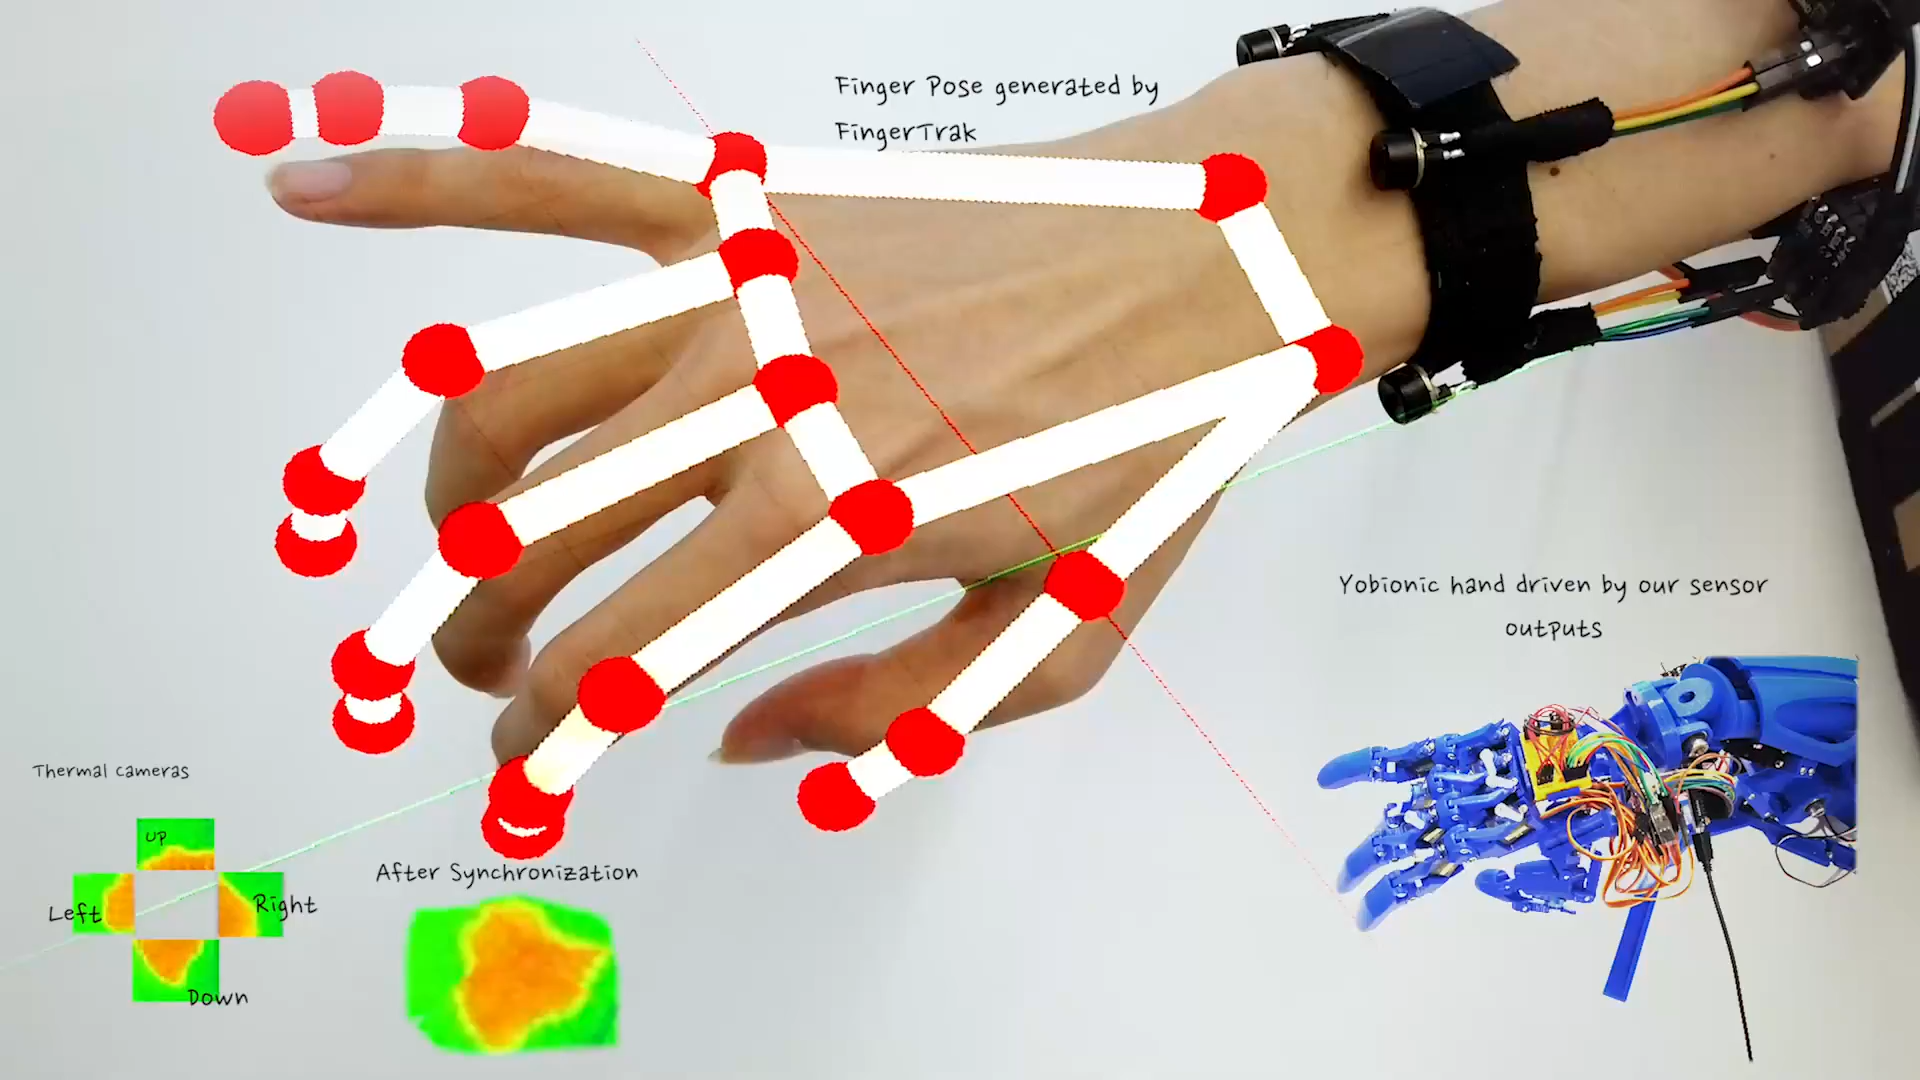 Finger Pose generated by
FingerTrak
Yobionic hand driven by our sensor
outputs
Thermal cameras
Up
Left
Right
Down
After Synchronization